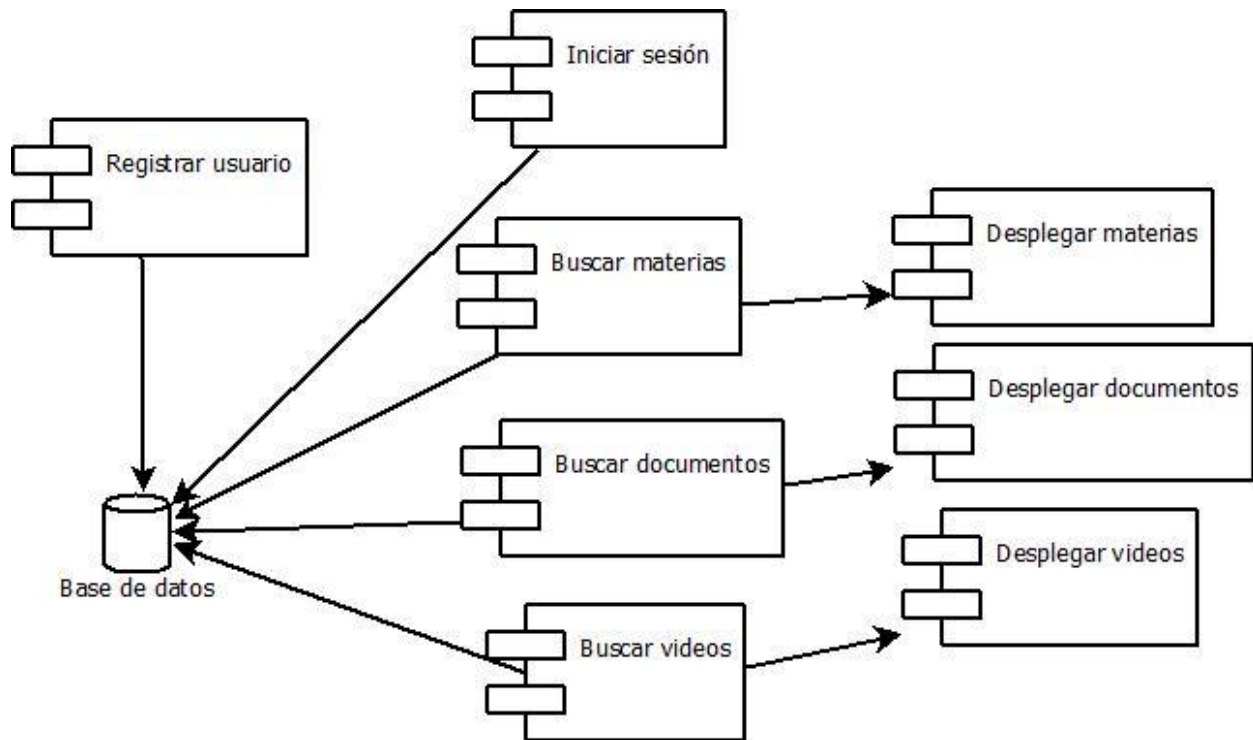 Iniciar sesión
Registrar usuario
Buscar materias
Desplegar materias
Buscar documentos
Desplegar documentos
Base de datos
Buscar videos
Desplegar videos